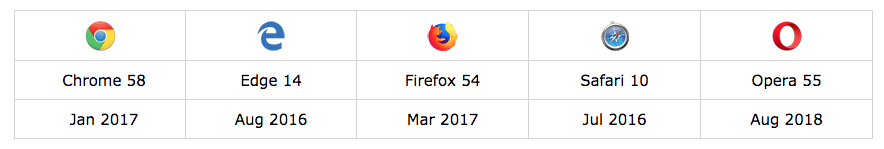 Chrome 58 Edge 14 Firefox 54 Safari 10 Opera 55
Jan 2017 Aug 2016 Mar 2017 Jul 2016 Aug 2018